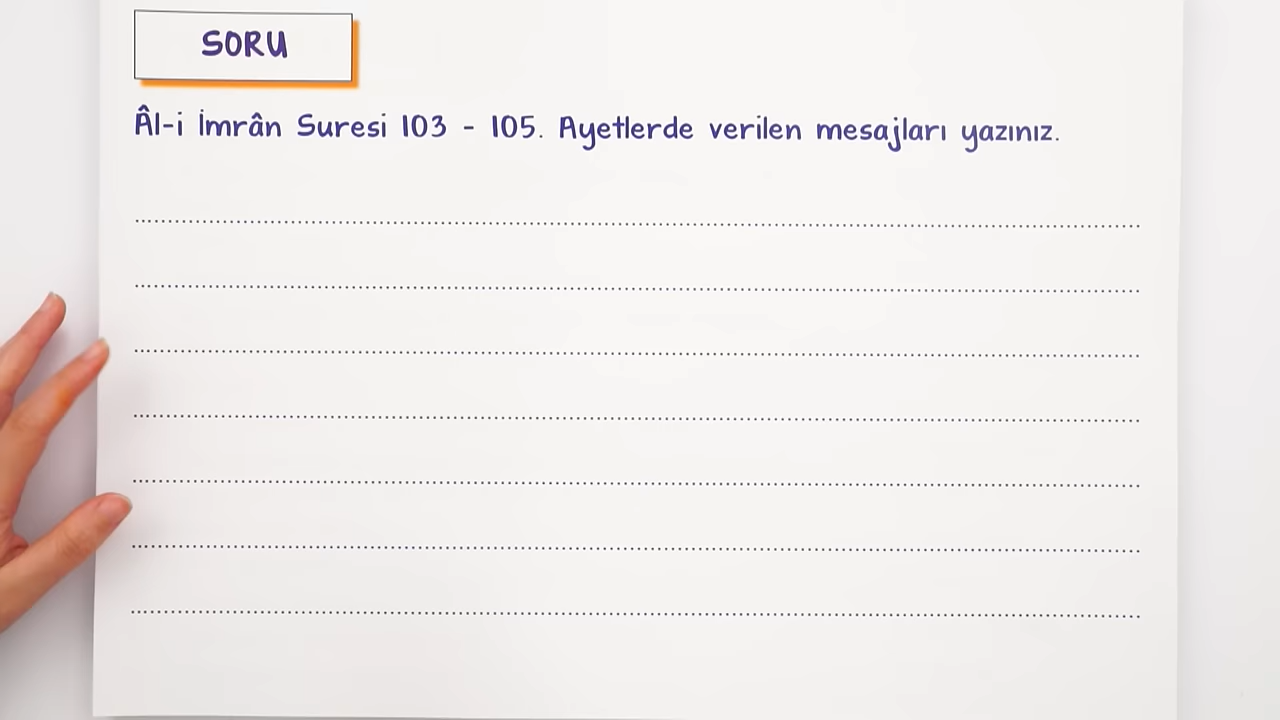 SORU
Âl-i İmrân Suresi 103 - 105. Ayetlerde verilen mesajları yazınız.